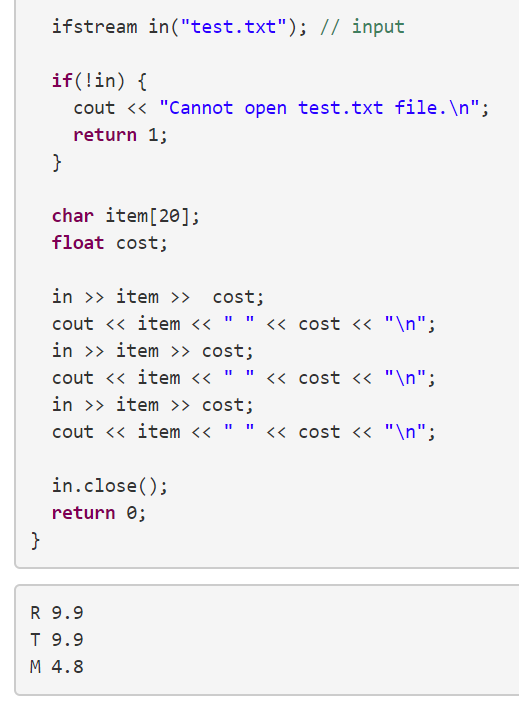 ifstream in("test.txt"); // input
if(!in) {
cout << "Cannot open test.txt file.\n";
return 1;
}
char item[20];
float cost;
in >> item >>  cost;
cout << item << " " << cost << "\n";
in >> item >> cost;
cout << item << " " << cost << "\n";
in >> item >> cost;
cout << item << " " << cost << "\n";
in.close();
return 0;
}
R 9.9
T 9.9
M 4.8